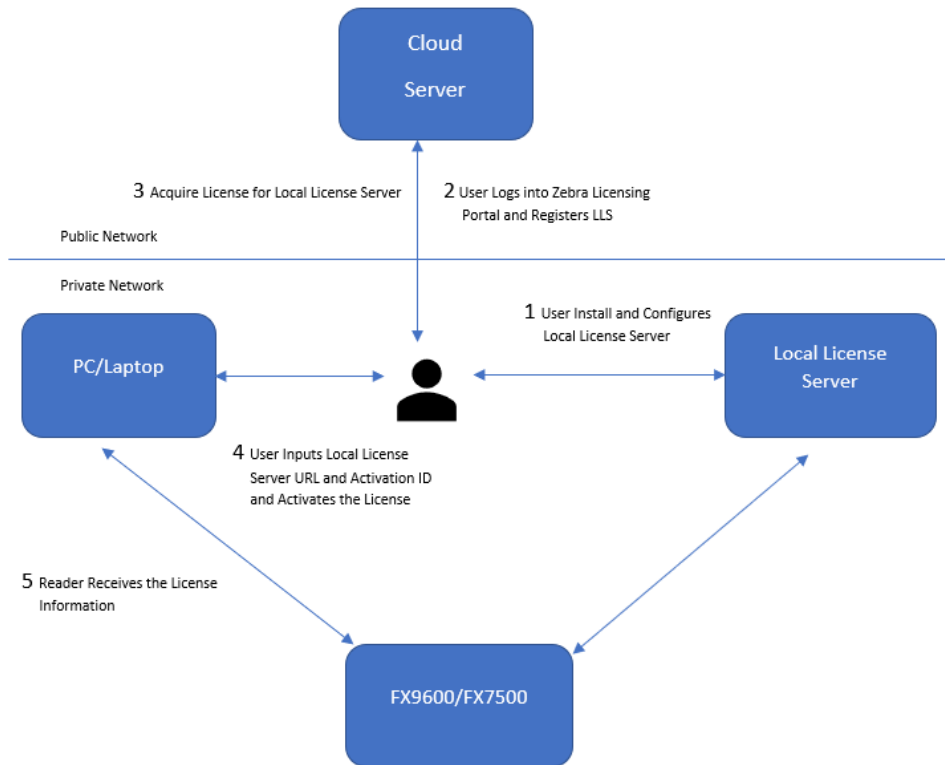 Cloud
Server
3 Acquire License for Local License Server
2 User Logs into Zebra Licensing
Portal and Registers LLS
Public Network
Private Network
1 User Install and Configures
Local License Server
PC/Laptop
Local License
Server
4 User Inputs Local License
Server URL and Activation ID
and Activates the License
5 Reader Receives the License
Information
FX9600/FX7500